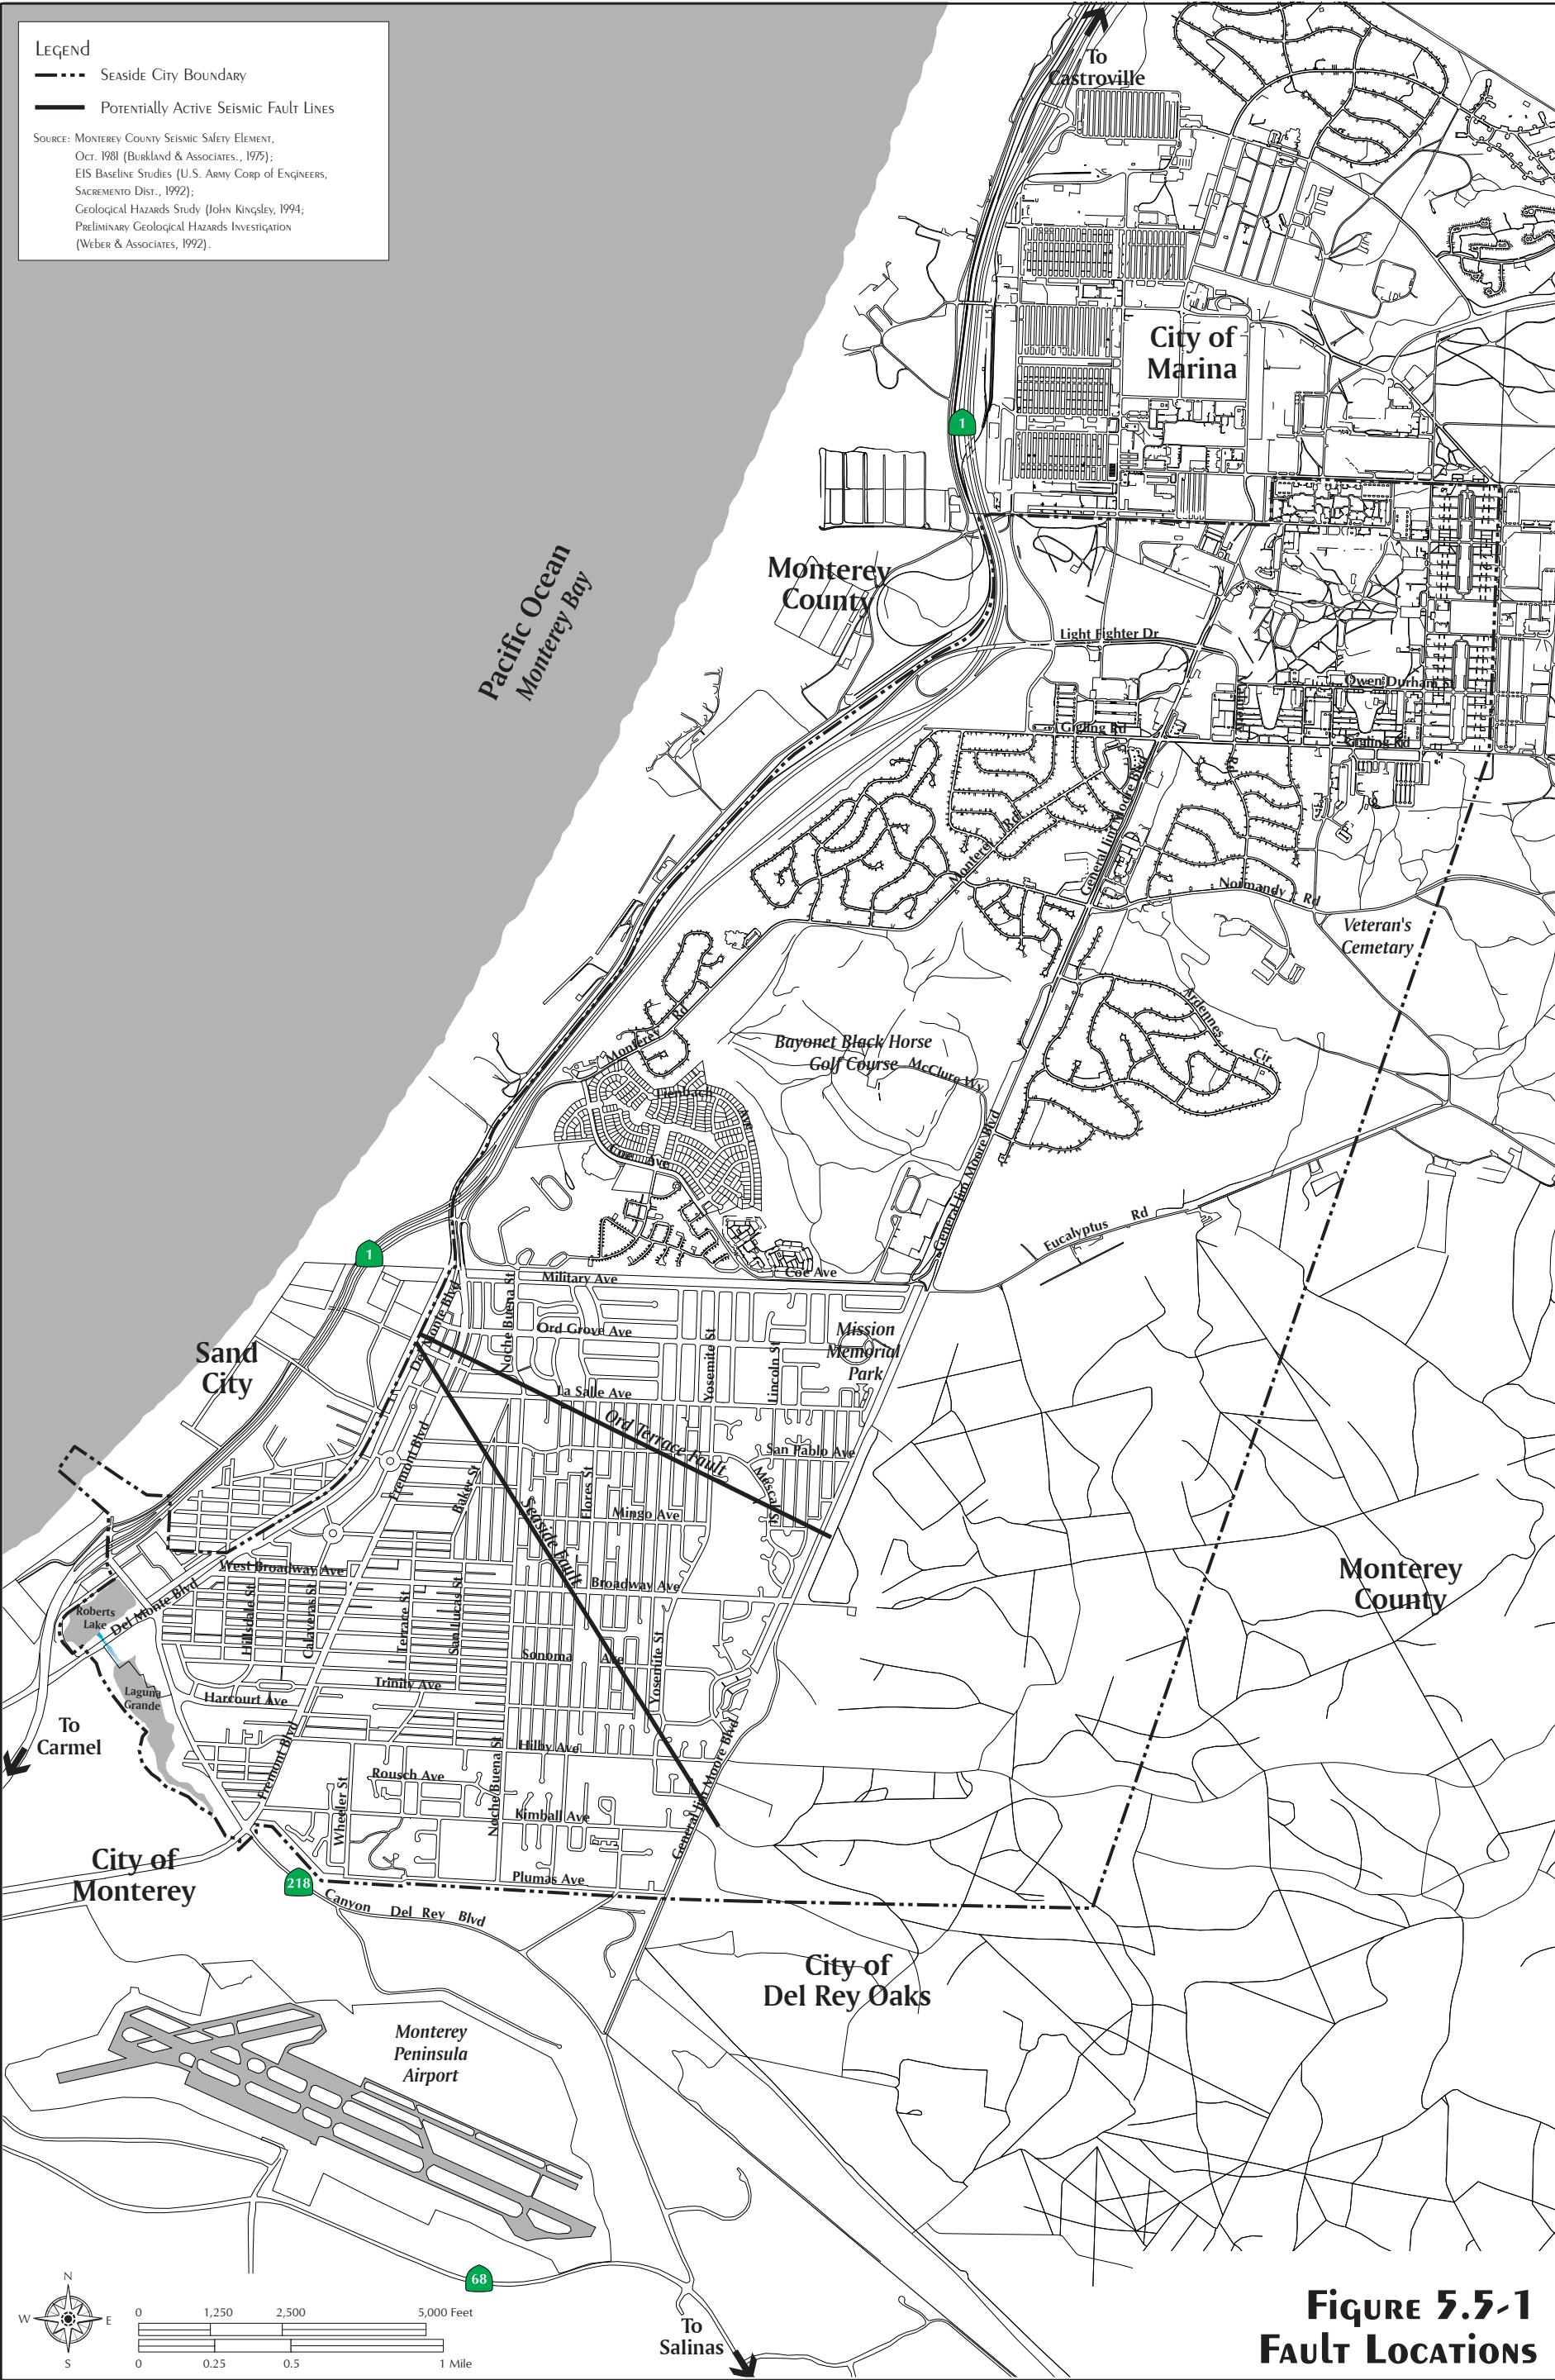 Legend
Seaside City Boundary
Potentially Active Seismic Fault Lines
Source: Monterey County Seismic Safety Element,
Oct. 1981 (Burkland & Associates., 1975);
EIS Baseline Studies (U.S. Army Corp of Engineers,
Sacremento Dist., 1992);
Geological Hazards Study (John Kingsley, 1994;
Preliminary Geological Hazards Investigation
(Weber & Associates, 1992).
To
Castroville
City of
Marina
1
Pacific Ocean
Monterey Bay
Monterey
County
Light Fighter Dr
Owen Durham St
Gigling Rd
Gigling Rd
Rd
Monterey Rd
General Jim Moore Blvd
Normandy Rd
Veteran's
Cemetary
Ardennes Cir
Monterey Rd
Bayonet Black Horse
Golf Course
McClure Wy
Ave
Coe Ave
General Jim Moore Blvd
Eucalyptus Rd
1
Coe Ave
Military Ave
Del Monte Blvd
Noche Buena St
Ord Grove Ave
Yosemite St
Lincoln St
Mission
Memorial
Park
Sand
City
La Salle Ave
Ord Terrace Fault
San Pablo Ave
Mescal St
Fremont Blvd
Baker St
Flores St
Seaside Fault
Mingo Ave
West Broadway Ave
Broadway Ave
Monterey
County
Roberts
Lake
Del Monte Blvd
Hillsdale St
Calaveras St
Terrace St
San Lucas St
Sonoma Ave
Yosemite St
Trinity Ave
Harcourt Ave
Laguna
Grande
To
Carmel
Fremont Blvd
Hilby Ave
Noche Buena St
General Jim Moore Blvd
Rousch Ave
Wheeler St
Kimball Ave
City of
Monterey
218
Plumas Ave
Canyon Del Rey Blvd
City of
Del Rey Oaks
Monterey
Peninsula
Airport
68
To
Salinas
N
W
E
S
0 1,250 2,500 5,000 Feet
0 0.25 0.5 1 Mile
Figure 5.5-1
Fault Locations